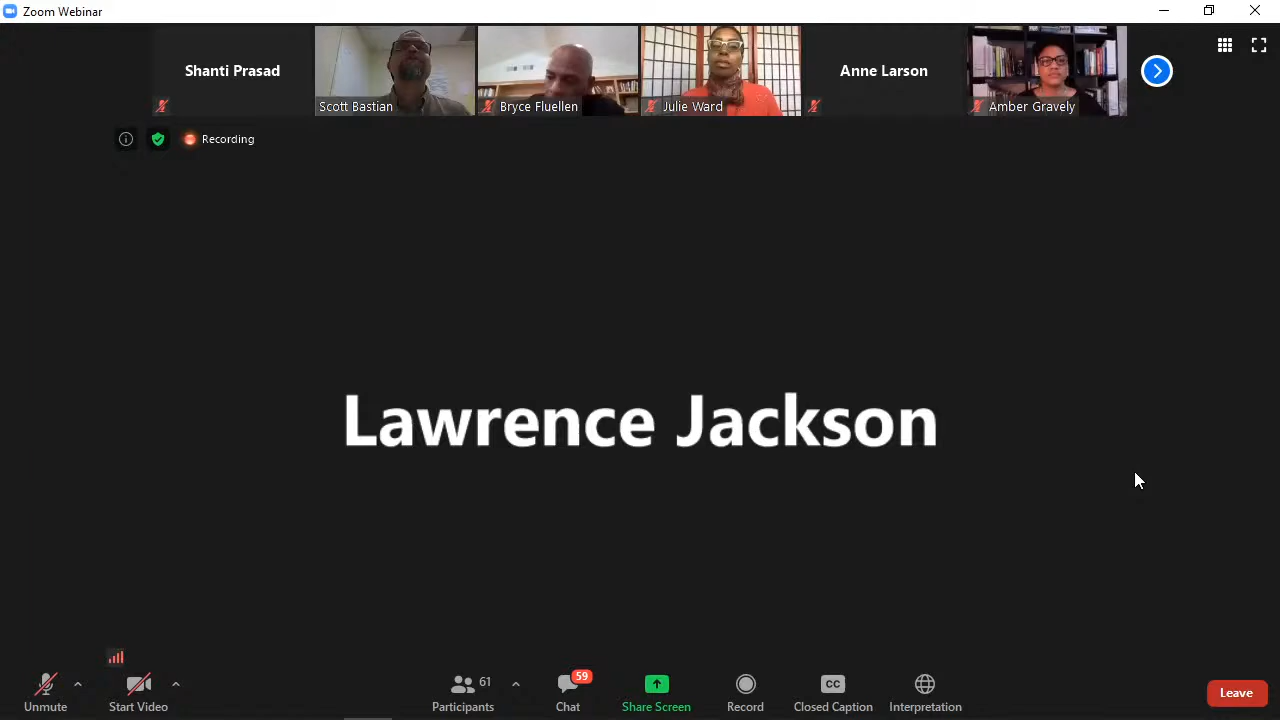 Zoom Webinar
Shanti Prasad
Scott Bastian
Bryce Fluellen
Julie Ward
Anne Larson
Amber Gravely
Recording
Lawrence Jackson
61
59
CC
Unmute
Start Video
Participants
Chat
Share Screen
Record
Closed Caption
Interpretation
Leave